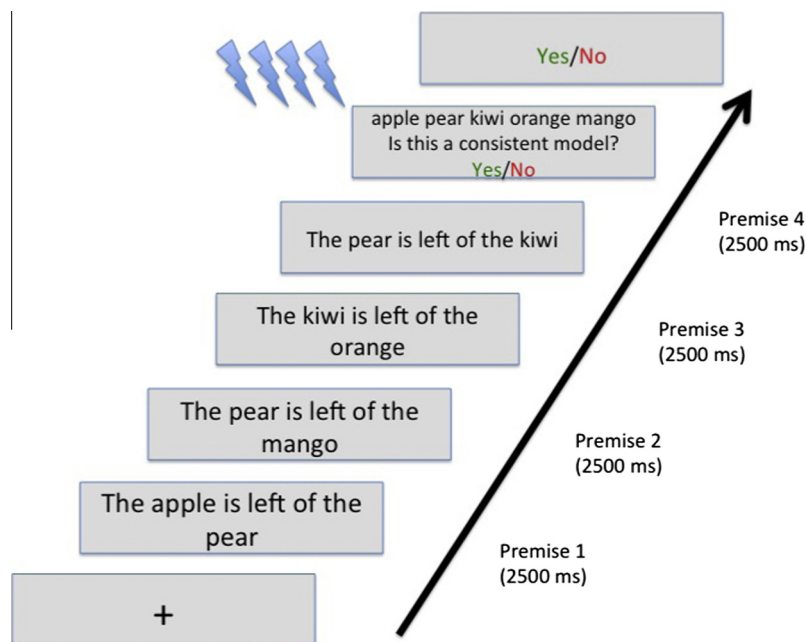 Yes/No
apple pear kiwi orange mango
Is this a consistent model?
Yes/No
Premise 4
(2500 ms)
The pear is left of the kiwi
Premise 3
(2500 ms)
The kiwi is left of the
orange
Premise 2
(2500 ms)
The pear is left of the
mango
Premise 1
(2500 ms)
The apple is left of the
pear
+